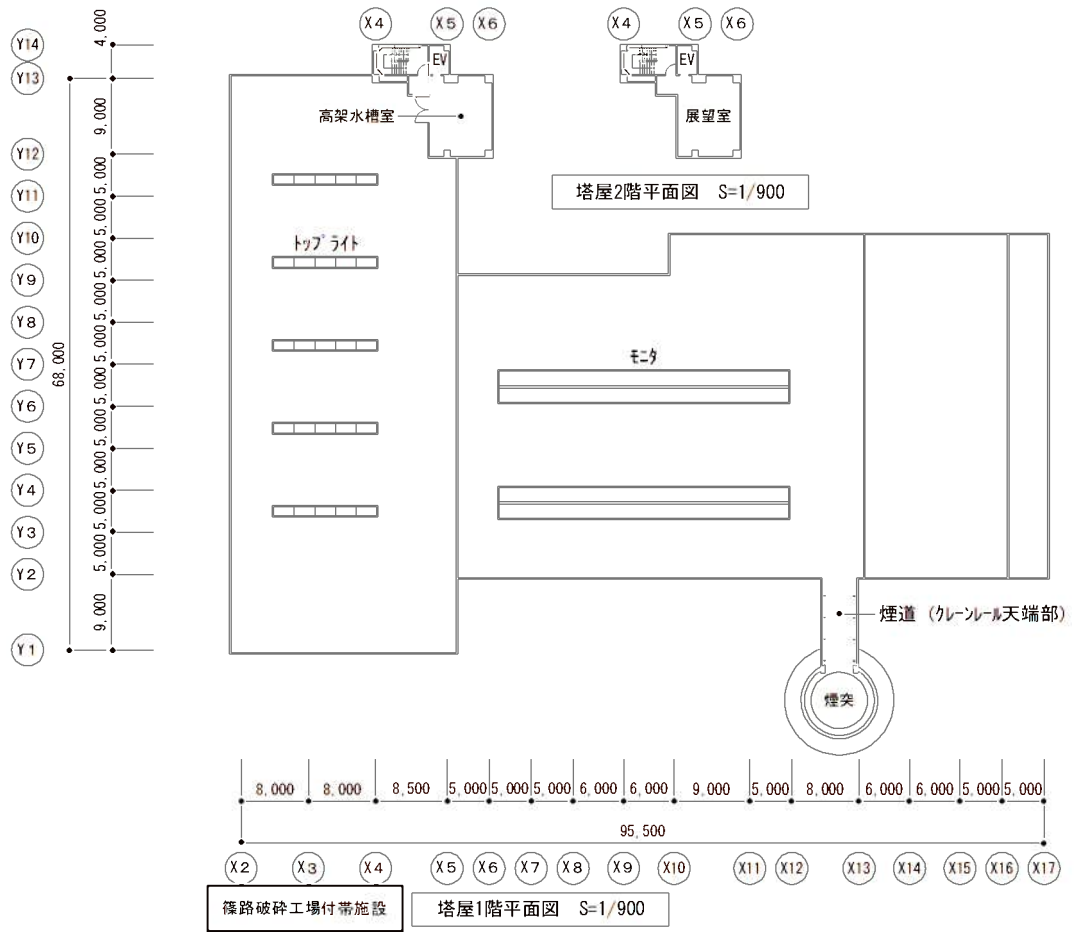 X4 X5 X6 X4 X5 X6
Y14
4,000
EV EV
Y13
高架水槽室
展望室
9,000
Y12
塔屋2階平面図 S=1/900
5,000
Y11
5,000
トップライト
Y10
5,000
Y9
5,000
Y8
モニタ
5,000
Y7
68,000
5,000
Y6
5,000
Y5
5,000
Y4
5,000
Y3
5,000
Y2
煙道 (クレーンレール天端部)
9,000
Y1
煙突
8,000 8,000 8,500 5,000 5,000 5,000 6,000 6,000 9,000 5,000 8,000 6,000 6,000 5,000 5,000
95,500
X2 X3 X4 X5 X6 X7 X8 X9 X10 X11 X12 X13 X14 X15 X16 X17
篠路破砕工場付帯施設
塔屋1階平面図 S=1/900